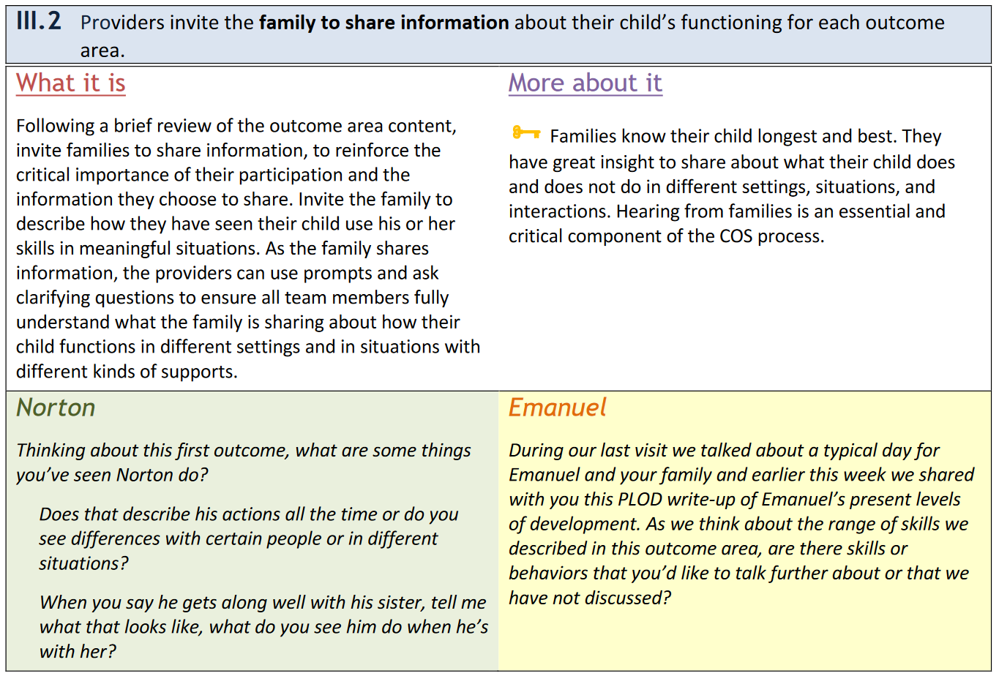 III.2 Providers invite the family to share information about their child’s functioning for each outcome
area.
What it is
Following a brief review of the outcome area content,
invite families to share information, to reinforce the
critical importance of their participation and the
information they choose to share. Invite the family to
describe how they have seen their child use his or her
skills in meaningful situations. As the family shares
information, the providers can use prompts and ask
clarifying questions to ensure all team members fully
understand what the family is sharing about how their
child functions in different settings and in situations with
different kinds of supports.
More about it
Families know their child longest and best. They
have great insight to share about what their child does
and does not do in different settings, situations, and
interactions. Hearing from families is an essential and
critical component of the COS process.
Norton
Thinking about this first outcome, what are some things
you’ve seen Norton do?
Does that describe his actions all the time or do you
see differences with certain people or in different
situations?
When you say he gets along well with his sister, tell me
what that looks like, what do you see him do when he’s
with her?
Emanuel
During our last visit we talked about a typical day for
Emanuel and your family and earlier this week we shared
with you this PLOD write-up of Emanuel’s present levels
of development. As we think about the range of skills we
described in this outcome area, are there skills or
behaviors that you’d like to talk further about or that we
have not discussed?